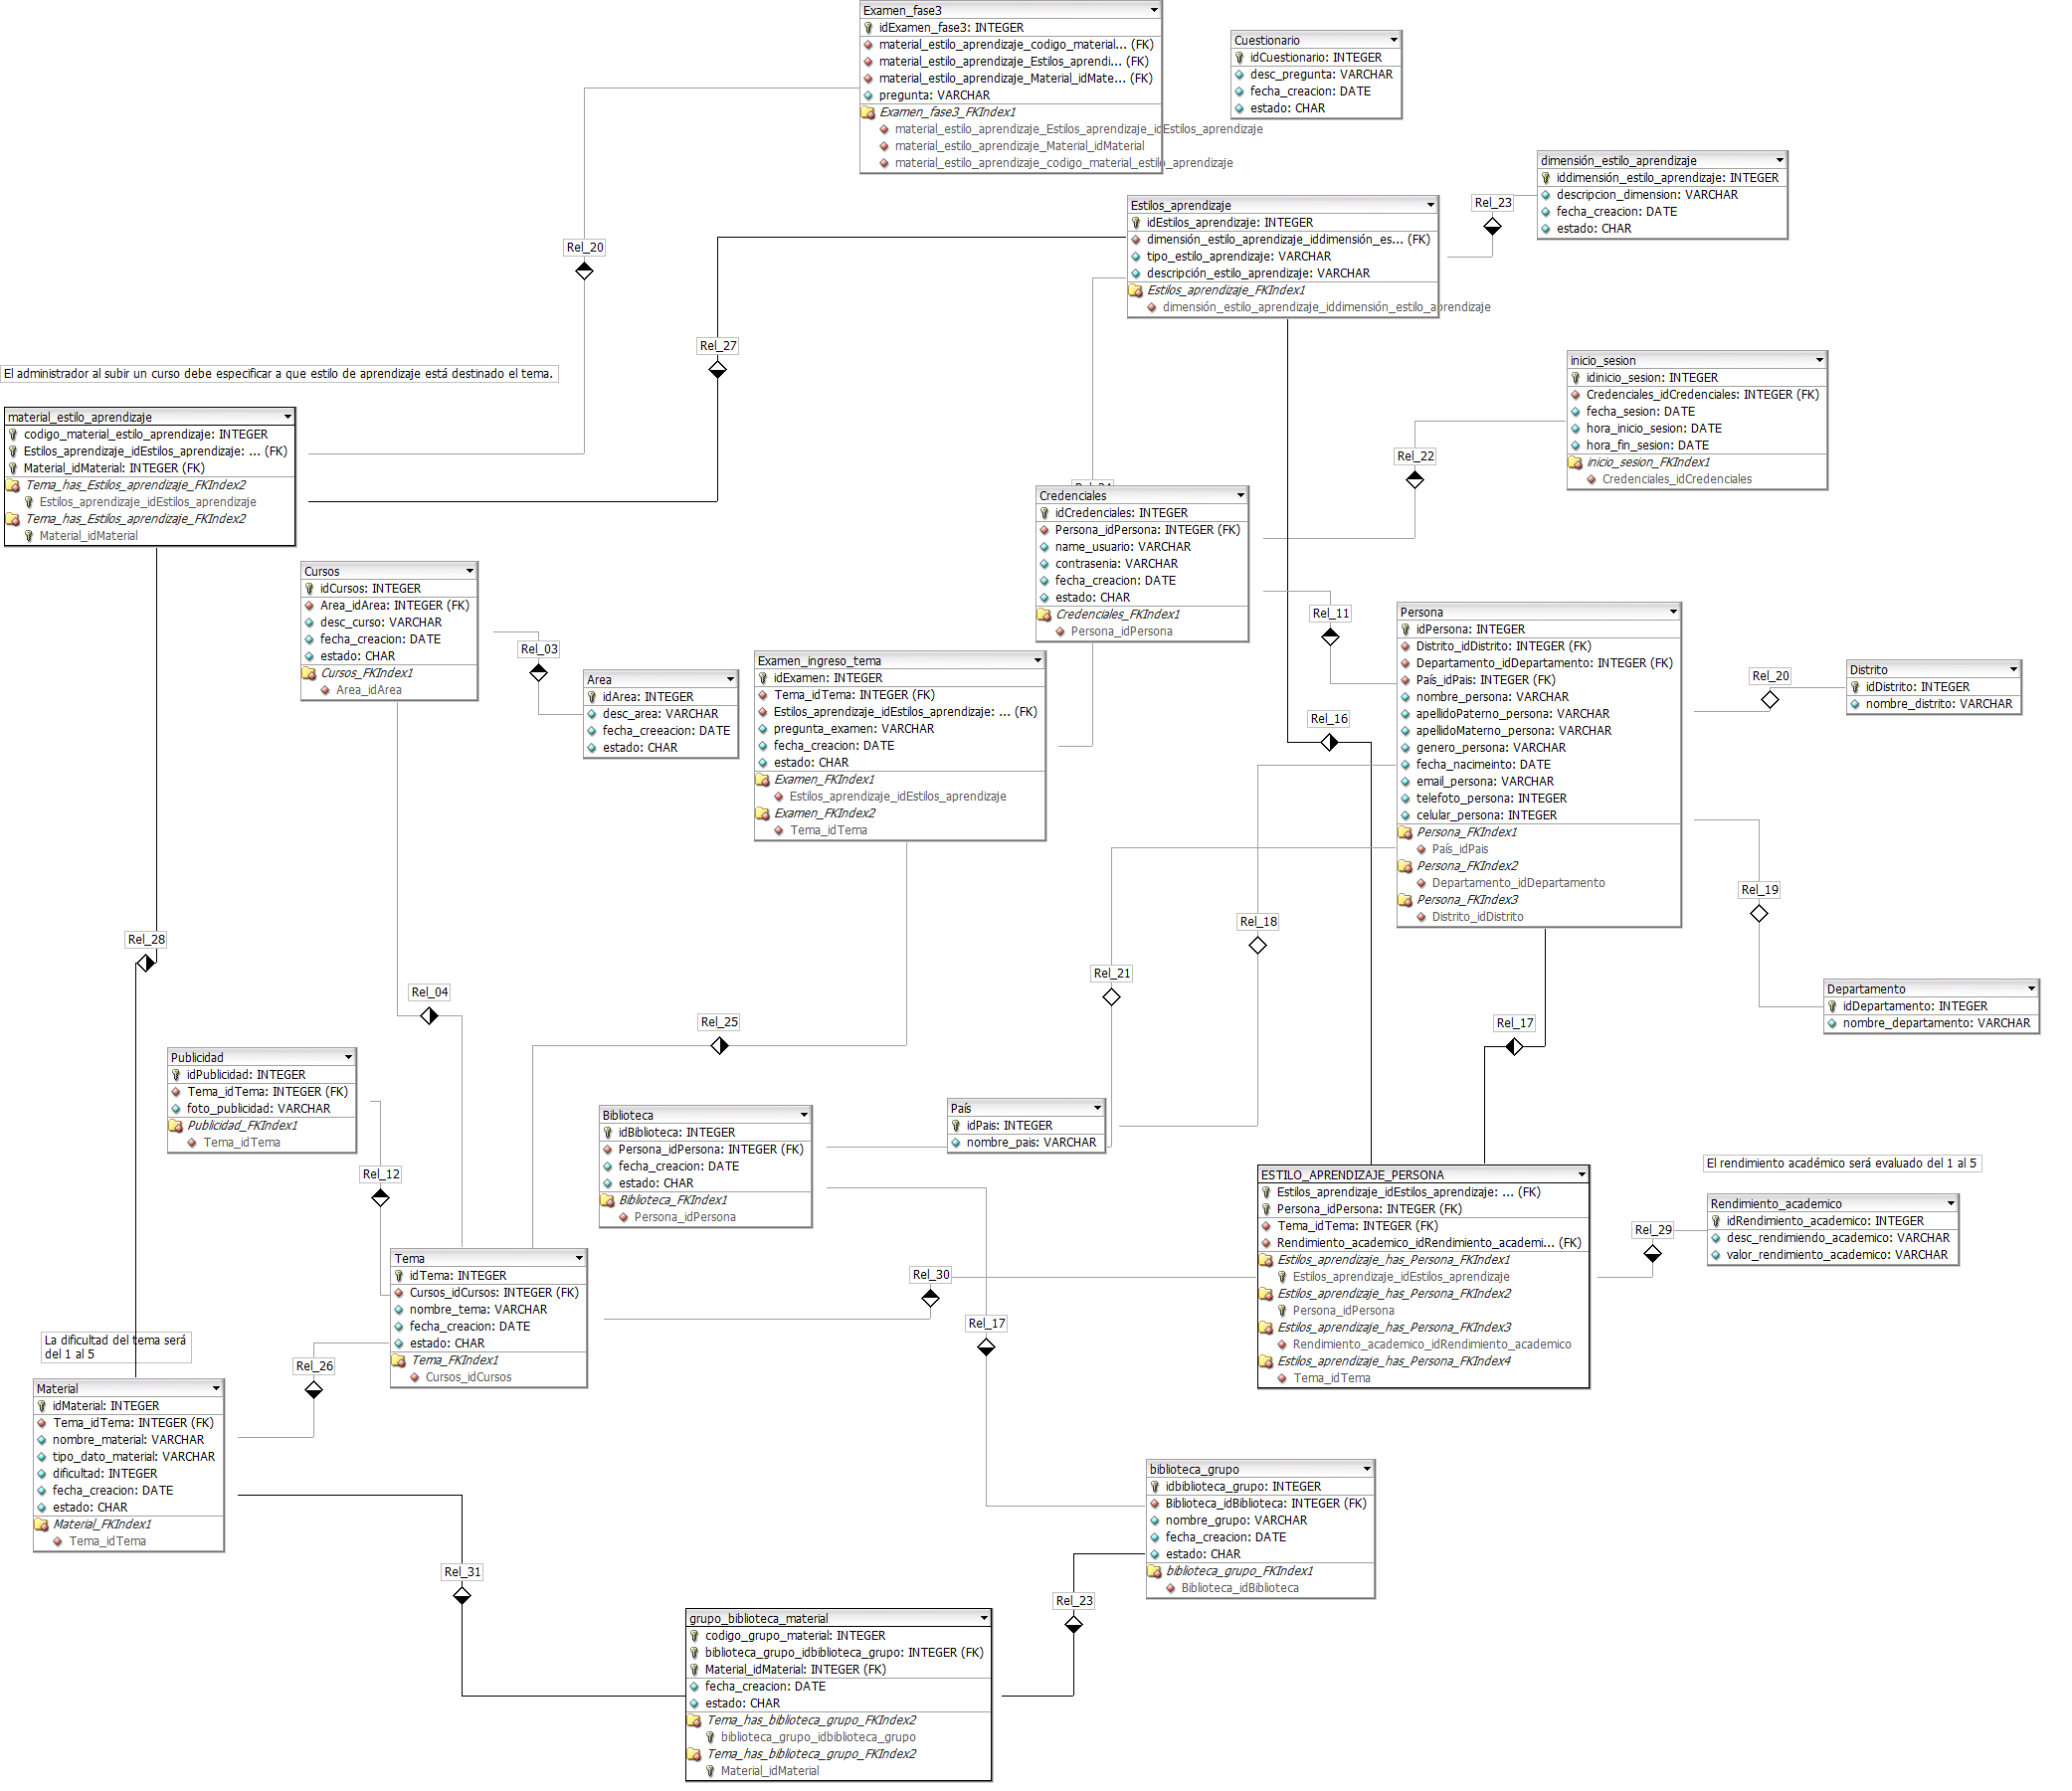 Examen_fase3
idExamen_fase3: INTEGER
material_estilo_aprendizaje_codigo_material... (FK)
material_estilo_aprendizaje_Estilos_aprendi... (FK)
material_estilo_aprendizaje_Material_idMate... (FK)
pregunta: VARCHAR
Examen_fase3_FKIndex1
material_estilo_aprendizaje_Estilos_aprendizaje_idEstilos_aprendizaje
material_estilo_aprendizaje_Material_idMaterial
material_estilo_aprendizaje_codigo_material_estilo_aprendizaje
Cuestionario
idCuestionario: INTEGER
desc_pregunta: VARCHAR
fecha_creacion: DATE
estado: CHAR
dimensión_estilo_aprendizaje
iddimensión_estilo_aprendizaje: INTEGER
descripcion_dimension: VARCHAR
fecha_creacion: DATE
estado: CHAR
Rel_23
Estilos_aprendizaje
idEstilos_aprendizaje: INTEGER
dimensión_estilo_aprendizaje_iddimensión_es... (FK)
tipo_estilo_aprendizaje: VARCHAR
descripción_estilo_aprendizaje: VARCHAR
Estilos_aprendizaje_FKIndex1
dimensión_estilo_aprendizaje_iddimensión_estilo_aprendizaje
Rel_20
Rel_27
El administrador al subir un curso debe especificar a que estilo de aprendizaje está destinado el tema.
inicio_sesion
idinicio_sesion: INTEGER
Credenciales_idCredenciales: INTEGER (FK)
fecha_sesion: DATE
hora_inicio_sesion: DATE
hora_fin_sesion: DATE
inicio_sesion_FKIndex1
Credenciales_idCredenciales
material_estilo_aprendizaje
codigo_material_estilo_aprendizaje: INTEGER
Estilos_aprendizaje_idEstilos_aprendizaje: ... (FK)
Material_idMaterial: INTEGER (FK)
Tema_has_Estilos_aprendizaje_FKIndex2
Estilos_aprendizaje_idEstilos_aprendizaje
Tema_has_Estilos_aprendizaje_FKIndex2
Material_idMaterial
Rel_22
Credenciales
idCredenciales: INTEGER
Persona_idPersona: INTEGER (FK)
name_usuario: VARCHAR
contrasenia: VARCHAR
fecha_creacion: DATE
estado: CHAR
Credenciales_FKIndex1
Persona_idPersona
Cursos
idCursos: INTEGER
Area_idArea: INTEGER (FK)
desc_curso: VARCHAR
fecha_creacion: DATE
estado: CHAR
Cursos_FKIndex1
Area_idArea
Rel_03
Area
idArea: INTEGER
desc_area: VARCHAR
fecha_creeacion: DATE
estado: CHAR
Examen_ingreso_tema
idExamen: INTEGER
Tema_idTema: INTEGER (FK)
Estilos_aprendizaje_idEstilos_aprendizaje: ... (FK)
pregunta_examen: VARCHAR
fecha_creacion: DATE
estado: CHAR
Examen_FKIndex1
Estilos_aprendizaje_idEstilos_aprendizaje
Examen_FKIndex2
Tema_idTema
Rel_11
Persona
idPersona: INTEGER
Distrito_idDistrito: INTEGER (FK)
Departamento_idDepartamento: INTEGER (FK)
País_idPais: INTEGER (FK)
nombre_persona: VARCHAR
apellidoPaterno_persona: VARCHAR
apellidoMaterno_persona: VARCHAR
genero_persona: VARCHAR
fecha_nacimeinto: DATE
email_persona: VARCHAR
telefoto_persona: INTEGER
celular_persona: INTEGER
Persona_FKIndex1
País_idPais
Persona_FKIndex2
Departamento_idDepartamento
Persona_FKIndex3
Distrito_idDistrito
Rel_20
Distrito
idDistrito: INTEGER
nombre_distrito: VARCHAR
Rel_16
Rel_19
Rel_18
Rel_21
Rel_28
Rel_04
Rel_25
Rel_17
Departamento
idDepartamento: INTEGER
nombre_departamento: VARCHAR
Publicidad
idPublicidad: INTEGER
Tema_idTema: INTEGER (FK)
foto_publicidad: VARCHAR
Publicidad_FKIndex1
Tema_idTema
Rel_12
Biblioteca
idBiblioteca: INTEGER
Persona_idPersona: INTEGER (FK)
fecha_creacion: DATE
estado: CHAR
Biblioteca_FKIndex1
Persona_idPersona
País
idPais: INTEGER
nombre_pais: VARCHAR
ESTILO_APRENDIZAJE_PERSONA
Estilos_aprendizaje_idEstilos_aprendizaje: ... (FK)
Persona_idPersona: INTEGER (FK)
Tema_idTema: INTEGER (FK)
Rendimiento_academico_idRendimiento_academi... (FK)
Estilos_aprendizaje_has_Persona_FKIndex1
Estilos_aprendizaje_idEstilos_aprendizaje
Estilos_aprendizaje_has_Persona_FKIndex2
Persona_idPersona
Estilos_aprendizaje_has_Persona_FKIndex3
Rendimiento_academico_idRendimiento_academico
Estilos_aprendizaje_has_Persona_FKIndex4
Tema_idTema
El rendimiento académico será evaluado del 1 al 5
Rel_29
Rendimiento_academico
idRendimiento_academico: INTEGER
desc_rendimiendo_academico: VARCHAR
valor_rendimiento_academico: VARCHAR
Tema
idTema: INTEGER
Cursos_idCursos: INTEGER (FK)
nombre_tema: VARCHAR
fecha_creacion: DATE
estado: CHAR
Tema_FKIndex1
Cursos_idCursos
Rel_30
Rel_17
La dificultad del tema será
del 1 al 5
Rel_26
Material
idMaterial: INTEGER
Tema_idTema: INTEGER (FK)
nombre_material: VARCHAR
tipo_dato_material: VARCHAR
dificultad: INTEGER
fecha_creacion: DATE
estado: CHAR
Material_FKIndex1
Tema_idTema
Rel_31
biblioteca_grupo
idbiblioteca_grupo: INTEGER
Biblioteca_idBiblioteca: INTEGER (FK)
nombre_grupo: VARCHAR
fecha_creacion: DATE
estado: CHAR
biblioteca_grupo_FKIndex1
Biblioteca_idBiblioteca
Rel_23
grupo_biblioteca_material
codigo_grupo_material: INTEGER
biblioteca_grupo_idbiblioteca_grupo: INTEGER (FK)
Material_idMaterial: INTEGER (FK)
fecha_creacion: DATE
estado: CHAR
Tema_has_biblioteca_grupo_FKIndex2
biblioteca_grupo_idbiblioteca_grupo
Tema_has_biblioteca_grupo_FKIndex2
Material_idMaterial